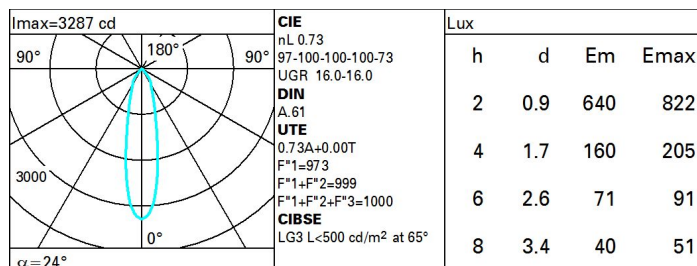 Imax=3287 cd
90° 180° 90°
3000
0°
α=24°
CIE
nL 0.73
97-100-100-100-73
UGR 16.0-16.0
DIN
A.61
UTE
0.73A+0.00T
F"1=973
F"1+F"2=999
F"1+F"2+F"3=1000
CIBSE
LG3 L<500 cd/m² at 65°
Lux
h d Em Emax
2 0.9 640 822
4 1.7 160 205
6 2.6 71 91
8 3.4 40 51